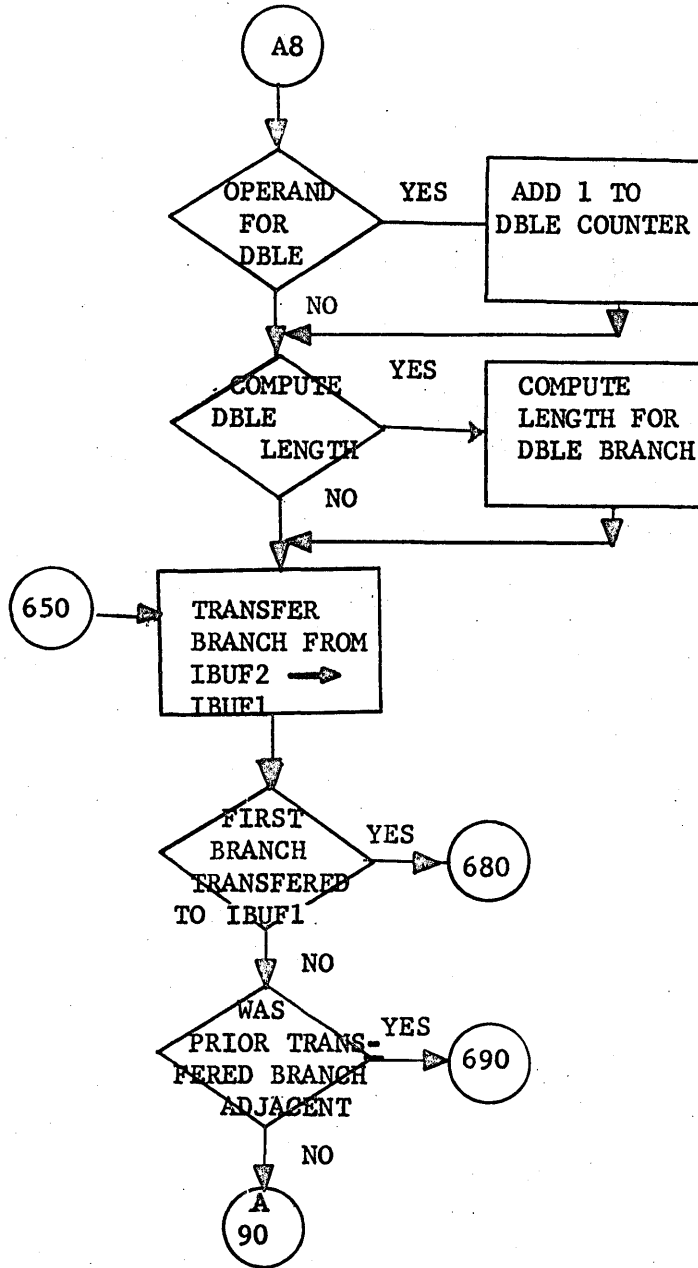 A8
OPERAND
FOR
DBLE
YES
ADD 1 TO
DBLE COUNTER
NO
COMPUTE
DBLE
LENGTH
YES
COMPUTE
LENGTH FOR
DBLE BRANCH
NO
650
TRANSFER
BRANCH FROM
IBUF2 →
IBUF1
FIRST
BRANCH
TRANSFERED
TO IBUF1
YES
680
NO
WAS
PRIOR TRANS-
FERED BRANCH
ADJACENT
YES
690
NO
A
90